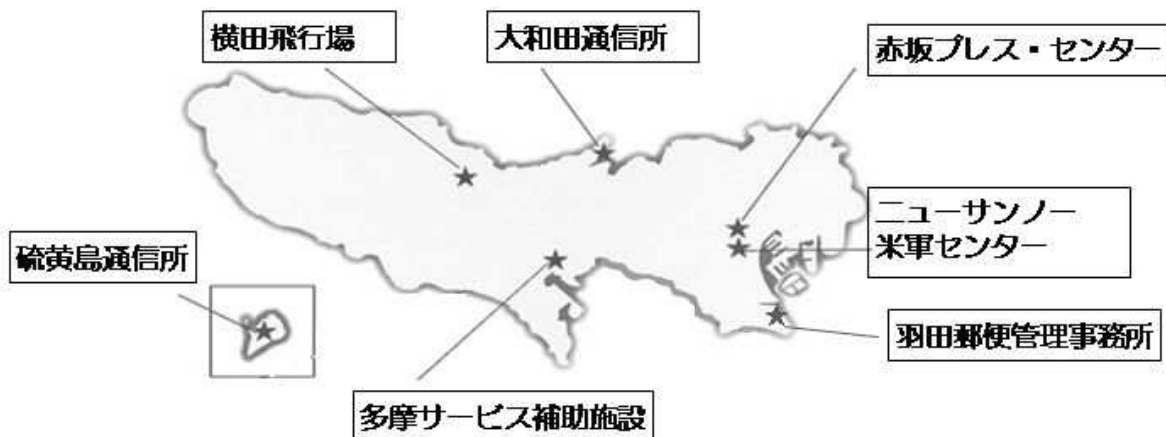 横田飛行場
大和田通信所
赤坂プレス・センター
ニューサンノー
米軍センター
硫黄島通信所
羽田郵便管理事務所
多摩サービス補助施設